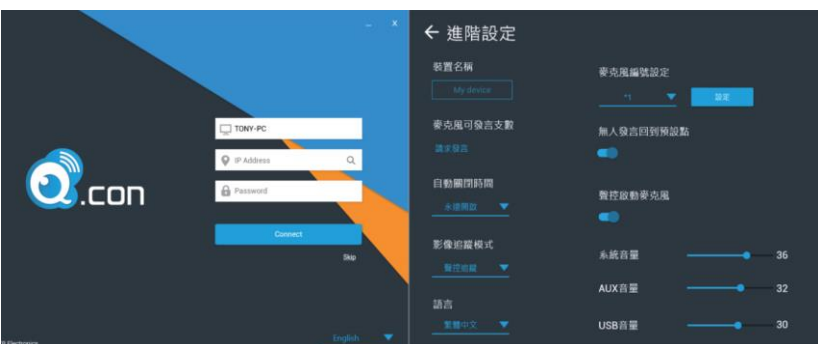 X
TONY-PC
IP Address
Password
Q.con
Connect
Skip
English
進階設定
裝置名稱
My device
麥克風可發言支數
請求發言
自動關閉時間
永遠開啟
影像追蹤模式
聲控追蹤
語言
繁體中文
麥克風編號設定
*1
設定
無人發言回到預設點
聲控啟動麥克風
系統音量
36
AUX音量
32
USB音量
30